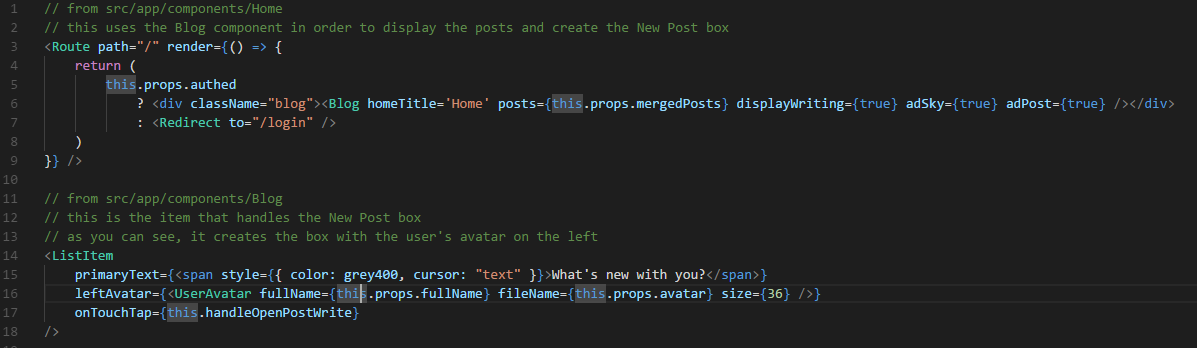 1 // from src/app/components/Home
2 // this uses the Blog component in order to display the posts and create the New Post box
3 <Route path="/" render={() => {
4     return (
5         this.props.authed
6             ? <div className="blog"><Blog homeTitle='Home' posts={this.props.mergedPosts} displayWriting={true} adSky={true} adPost={true} /></div>
7             : <Redirect to="/login" />
8     )
9 }} />
10
11 // from src/app/components/Blog
12 // this is the item that handles the New Post box
13 // as you can see, it creates the box with the user's avatar on the left
14 <ListItem
15     primaryText={<span style={{ color: grey400, cursor: "text" }}>What's new with you?</span>}
16     leftAvatar={<UserAvatar fullName={this.props.fullName} fileName={this.props.avatar} size={36} />}
17     onTouchTap={this.handleOpenPostWrite}
18 />